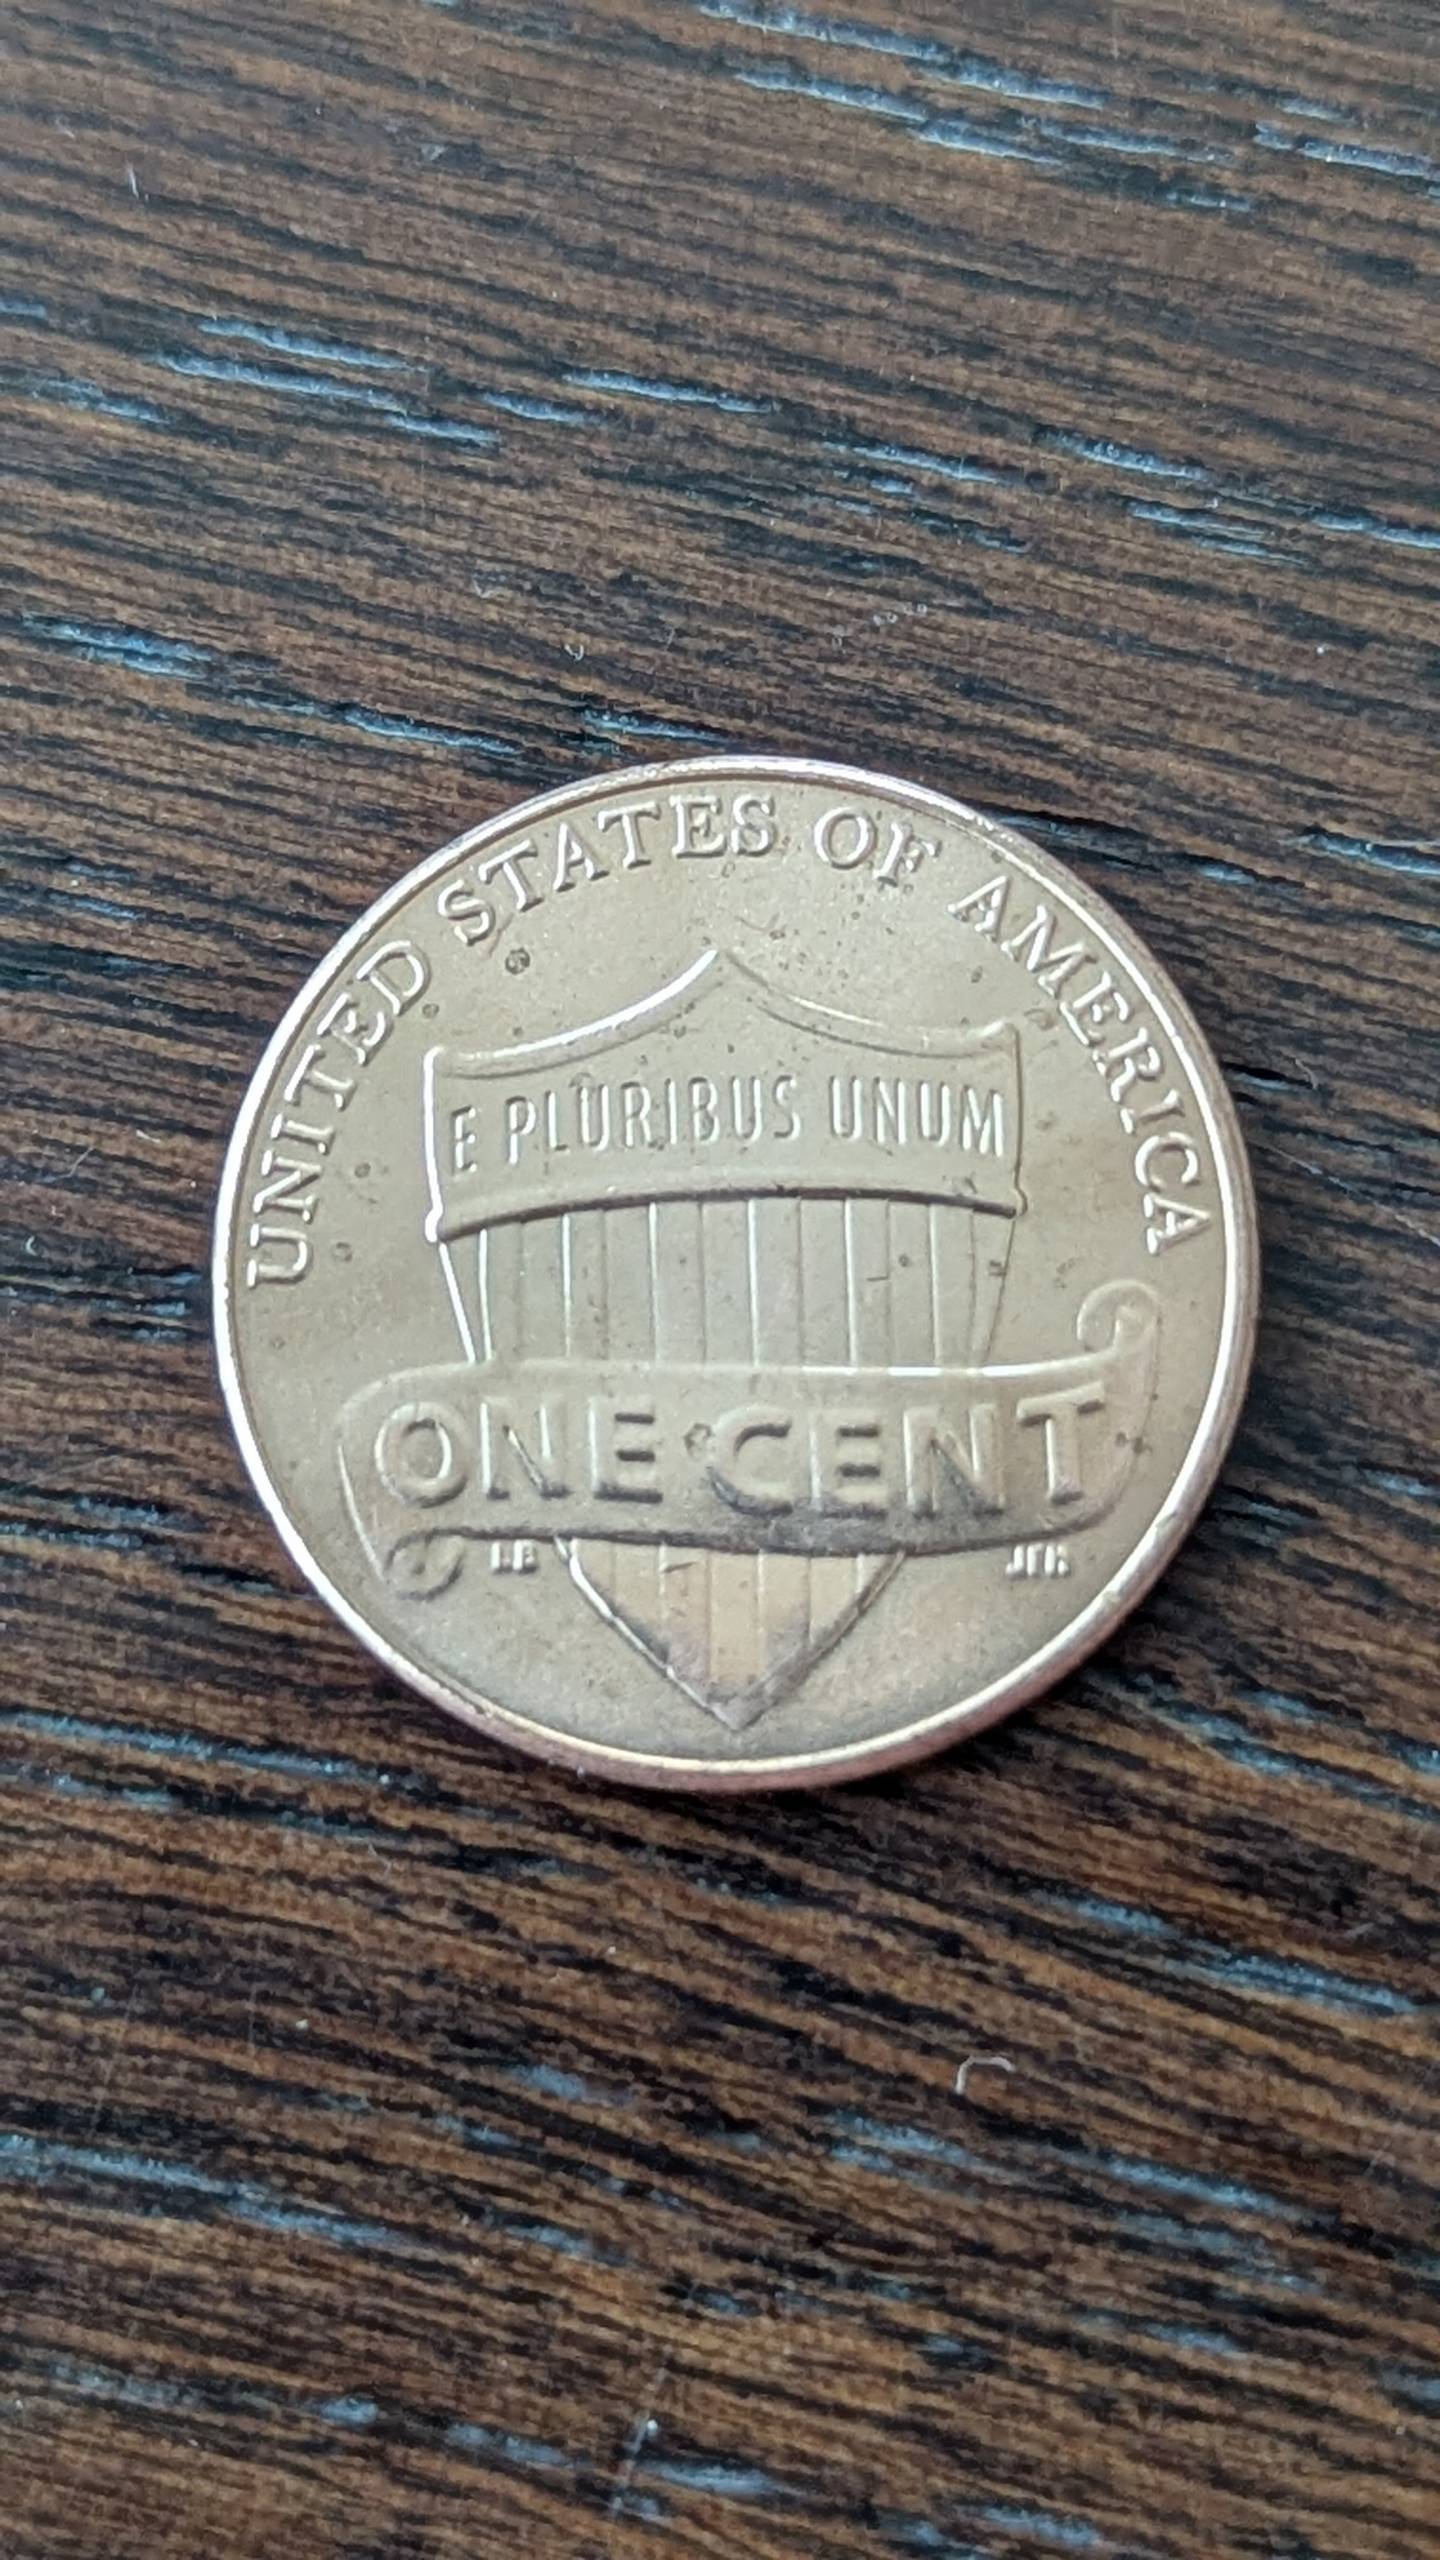 UNITED STATES OF AMERICA
E PLURIBUS UNUM
ONE CENT
LB JFM